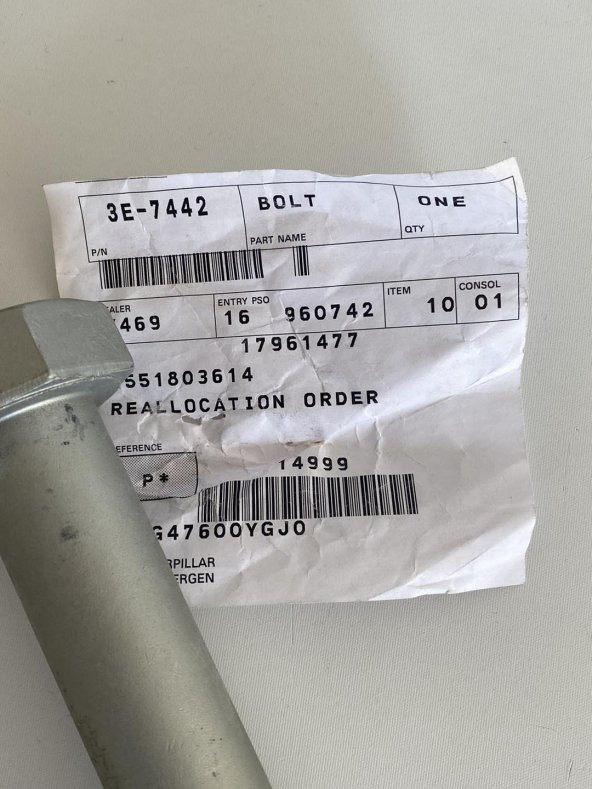 3E-7442 BOLT ONE
P/N PART NAME QTY
ALER ENTRY PSO ITEM CONSOL
469 16 960742 10 01
17961477
551803614
REALLOCATION ORDER
EFERENCE
P* 14999
G47600YGJ0
RPILLAR
ERGEN